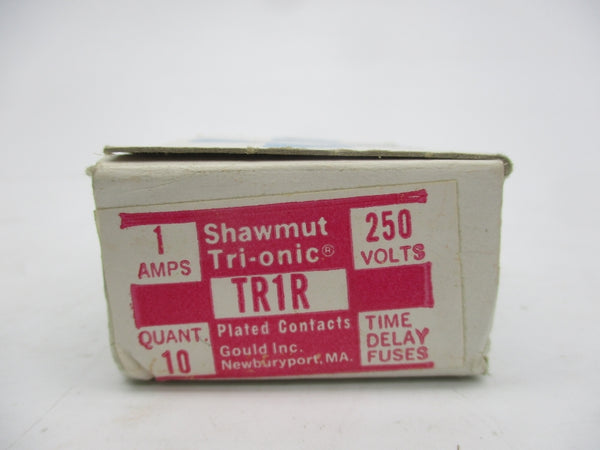 1
AMPS
Shawmut
Tri-onic®
250
VOLTS
TR1R
QUANT.
10
Plated Contacts
Gould Inc.
Newburyport, MA.
TIME
DELAY
FUSES